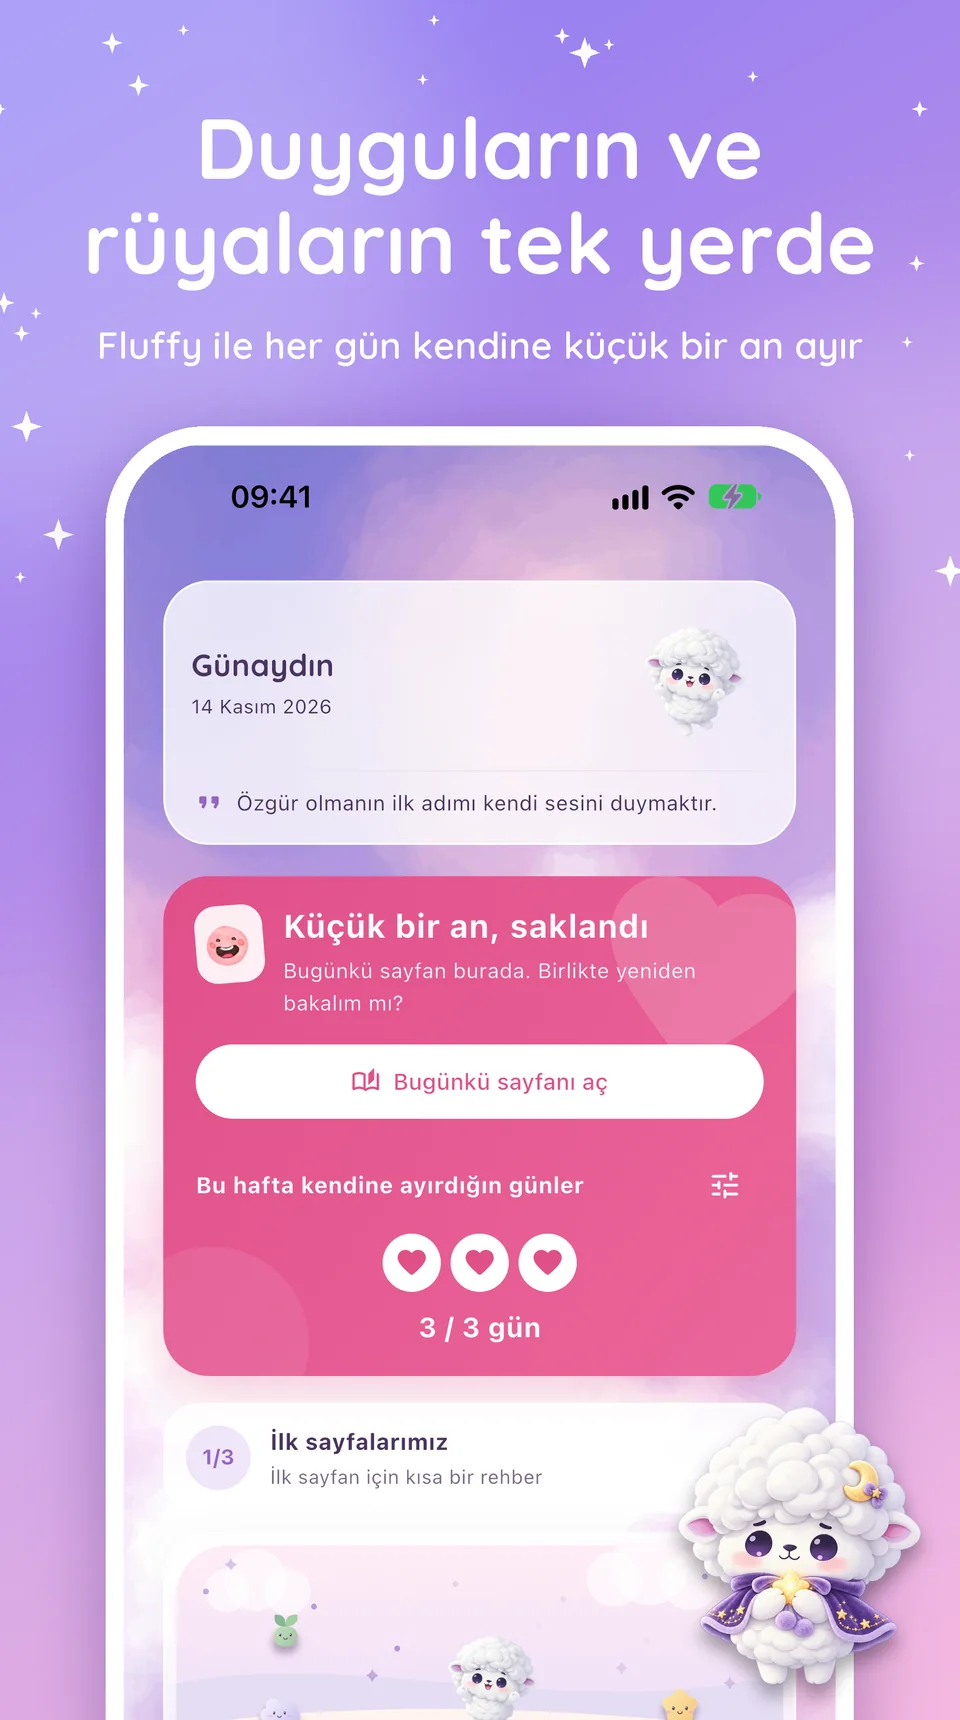 Duyguların ve
rüyaların tek yerde
Fluffy ile her gün kendine küçük bir an ayır
09:41
Günaydın
14 Kasım 2026
Özgür olmanın ilk adımı kendi sesini duymaktır.
Küçük bir an, saklandı
Bugünkü sayfan burada. Birlikte yeniden
bakalım mı?
Bugünkü sayfanı aç
Bu hafta kendine ayırdığın günler
3 / 3 gün
1/3
İlk sayfalarımız
İlk sayfan için kısa bir rehber